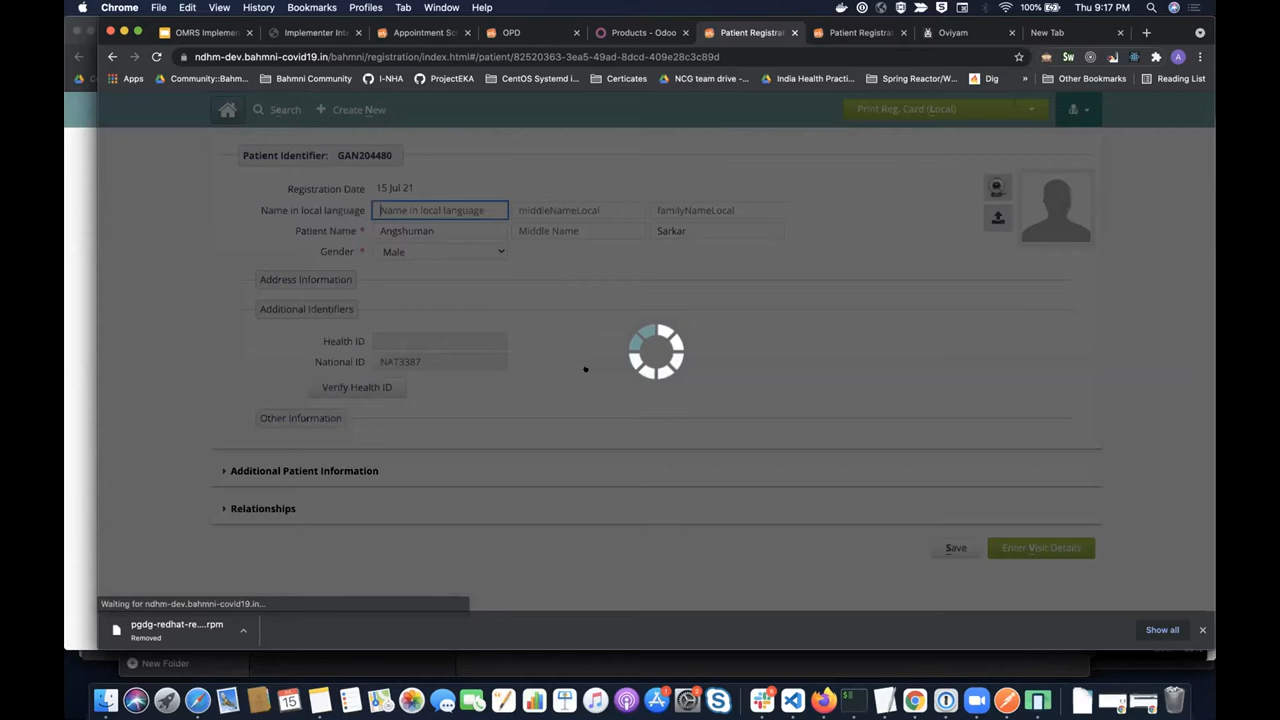 Chrome File Edit View History Bookmarks Profiles Tab Window Help 100% Thu 9:17 PM
OMRS Implemen Implementer Inte Appointment Sch OPD Products - Odoo Patient Registrat Patient Registrat Oviyam New Tab
ndhm-dev.bahmni-covid19.in/bahmni/registration/index.html#/patient/82520363-3ea5-49ad-8dcd-409e28c3c89d
Apps Community::Bahm... Bahmni Community I-NHA ProjectEKA CentOS Systemd i... Certicates NCG team drive -... India Health Practi... Spring Reactor/W... Dig » Other Bookmarks Reading List
Search Create New Print Reg. Card (Local)
Patient Identifier: GAN204480
Registration Date 15 Jul 21
Name in local language Name in local language middleNameLocal familyNameLocal
Patient Name * Angshuman Middle Name Sarkar
Gender * Male
Address Information
Additional Identifiers
Health ID
National ID NAT3387
Verify Health ID
Other Information
Additional Patient Information
Relationships
Save Enter Visit Details
Waiting for ndhm-dev.bahmni-covid19.in...
pgdg-redhat-re....rpm
Removed
Show all
New Folder
15